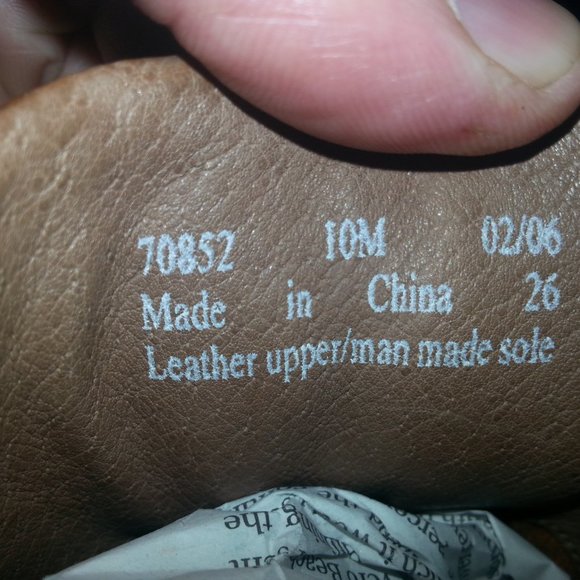 70852 10M 02/06
Made in China 26
Leather upper/man made sole